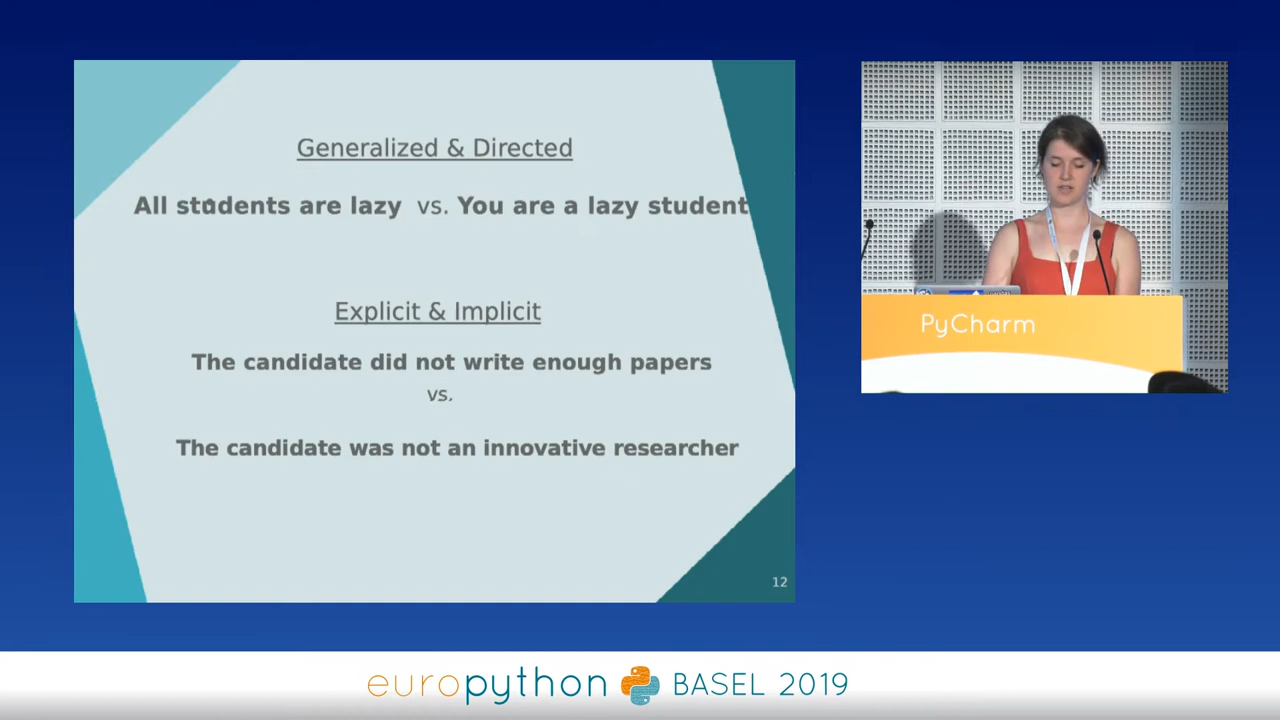 Generalized & Directed
All students are lazy vs. You are a lazy student
Explicit & Implicit
The candidate did not write enough papers
vs.
The candidate was not an innovative researcher
12
PyCharm
europython BASEL 2019